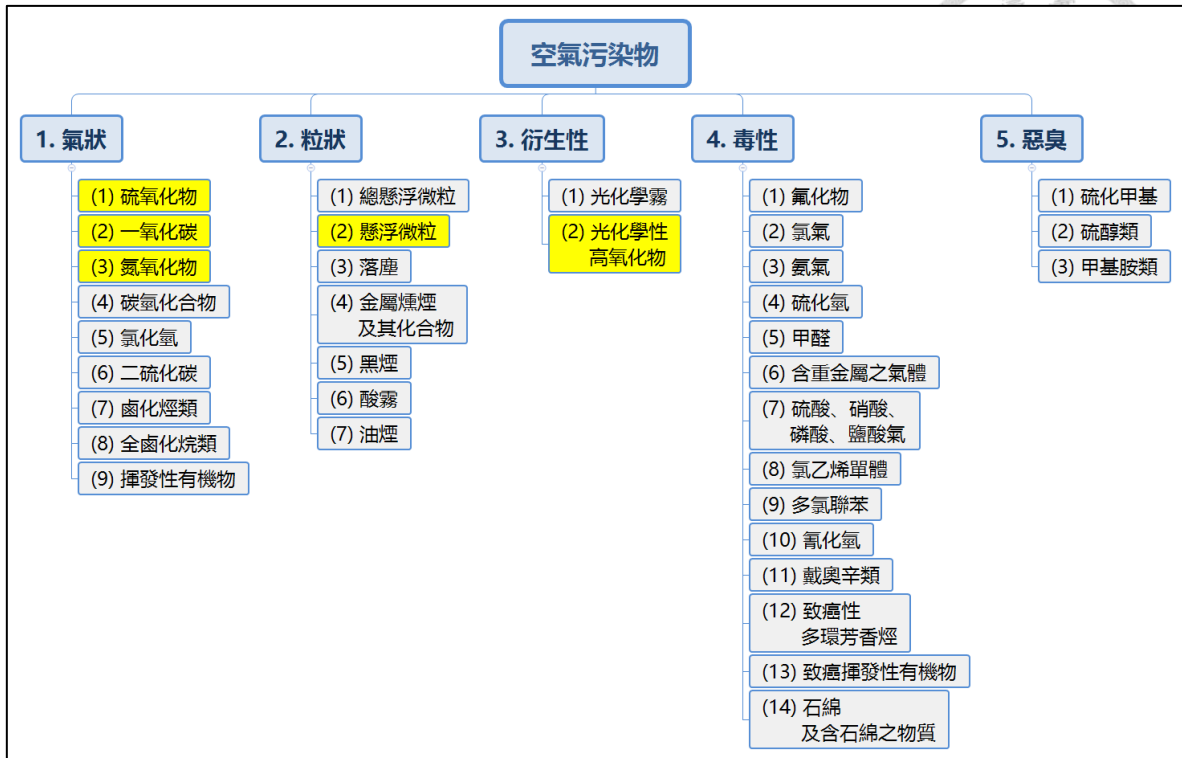 空氣污染物
1. 氣狀
(1) 硫氧化物
(2) 一氧化碳
(3) 氮氧化物
(4) 碳氫化合物
(5) 氯化氫
(6) 二硫化碳
(7) 鹵化烴類
(8) 全鹵化烷類
(9) 揮發性有機物
2. 粒狀
(1) 總懸浮微粒
(2) 懸浮微粒
(3) 落塵
(4) 金屬燻煙
及其化合物
(5) 黑煙
(6) 酸霧
(7) 油煙
3. 衍生性
(1) 光化學霧
(2) 光化學性
高氧化物
4. 毒性
(1) 氟化物
(2) 氯氣
(3) 氨氣
(4) 硫化氫
(5) 甲醛
(6) 含重金屬之氣體
(7) 硫酸、硝酸、
磷酸、鹽酸氣
(8) 氯乙烯單體
(9) 多氯聯苯
(10) 氰化氫
(11) 戴奧辛類
(12) 致癌性
多環芳香烴
(13) 致癌揮發性有機物
(14) 石綿
及含石綿之物質
5. 惡臭
(1) 硫化甲基
(2) 硫醇類
(3) 甲基胺類